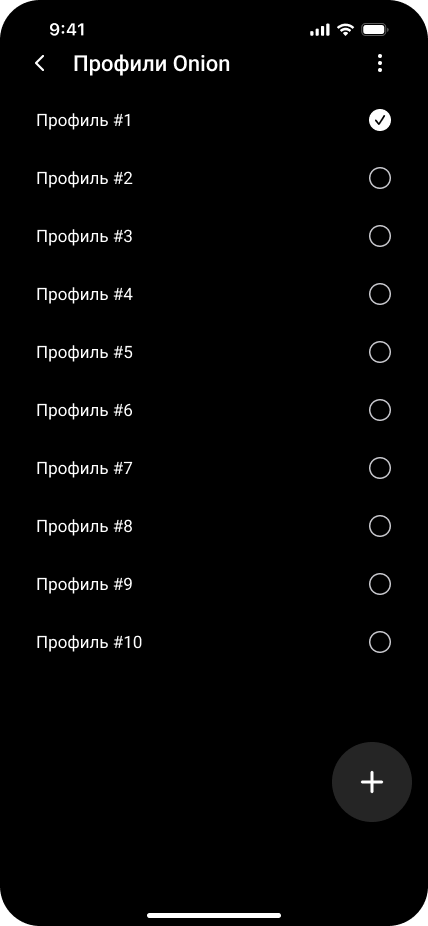 9:41
Профили Onion
Профиль #1
Профиль #2
Профиль #3
Профиль #4
Профиль #5
Профиль #6
Профиль #7
Профиль #8
Профиль #9
Профиль #10